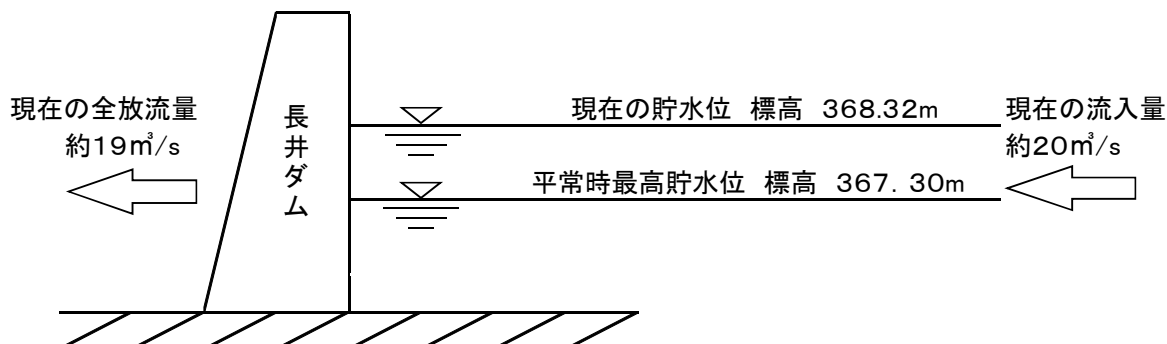 現在の全放流量
約19㎥/s
長井ダム
現在の貯水位 標高 368.32m
平常時最高貯水位 標高 367. 30m
現在の流入量
約20㎥/s